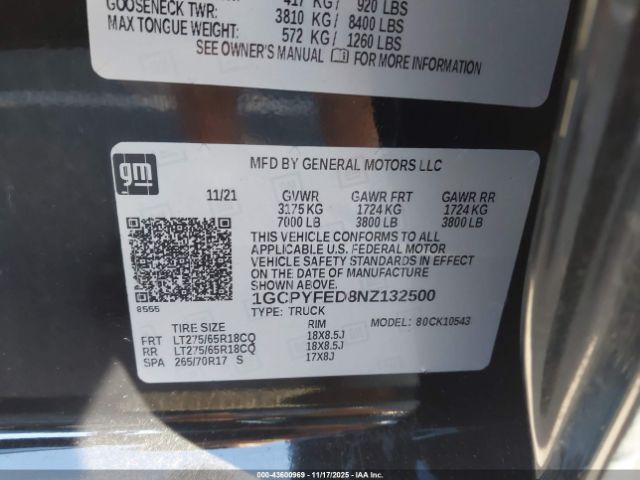 417 KG/ 920 LBS
GOOSENECK TWR: 3810 KG/ 8400 LBS
MAX TONGUE WEIGHT: 572 KG/ 1260 LBS
SEE OWNER'S MANUAL FOR MORE INFORMATION
gm
MFD BY GENERAL MOTORS LLC
11/21 GVWR GAWR FRT GAWR RR
3175 KG 1724 KG 1724 KG
7000 LB 3800 LB 3800 LB
THIS VEHICLE CONFORMS TO ALL
APPLICABLE U.S. FEDERAL MOTOR
VEHICLE SAFETY STANDARDS IN EFFECT
ON THE DATE OF MANUFACTURE
SHOWN ABOVE.
1GCPYFED8NZ132500
8555
TYPE: TRUCK
MODEL: 80CK10543
TIRE SIZE RIM
FRT LT275/65R18CQ 18X8.5J
RR LT275/65R18CQ 18X8.5J
SPA 265/70R17 S 17X8J
IAA 43600969 | 11/17/2025 - IAAI.COM